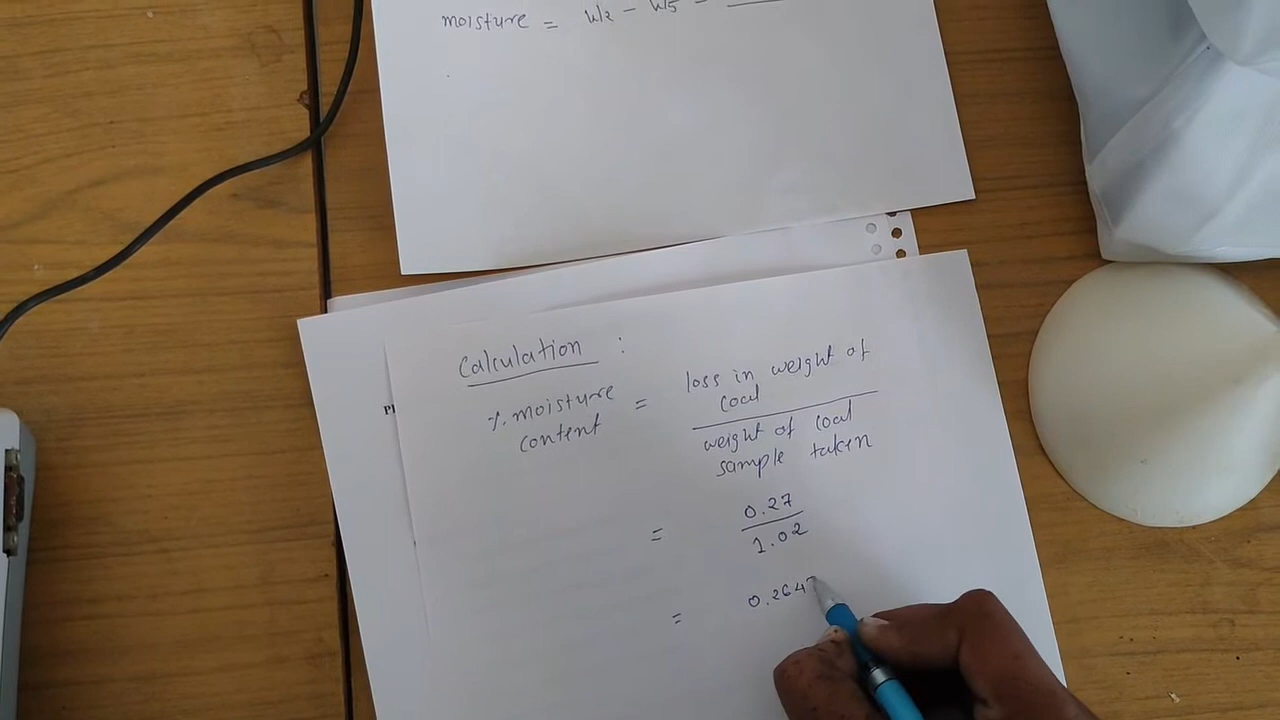 moisture = W2 - W5 =
Calculation :
% moisture content = loss in weight of coal
weight of coal sample taken
= 0.27
1.02
= 0.264